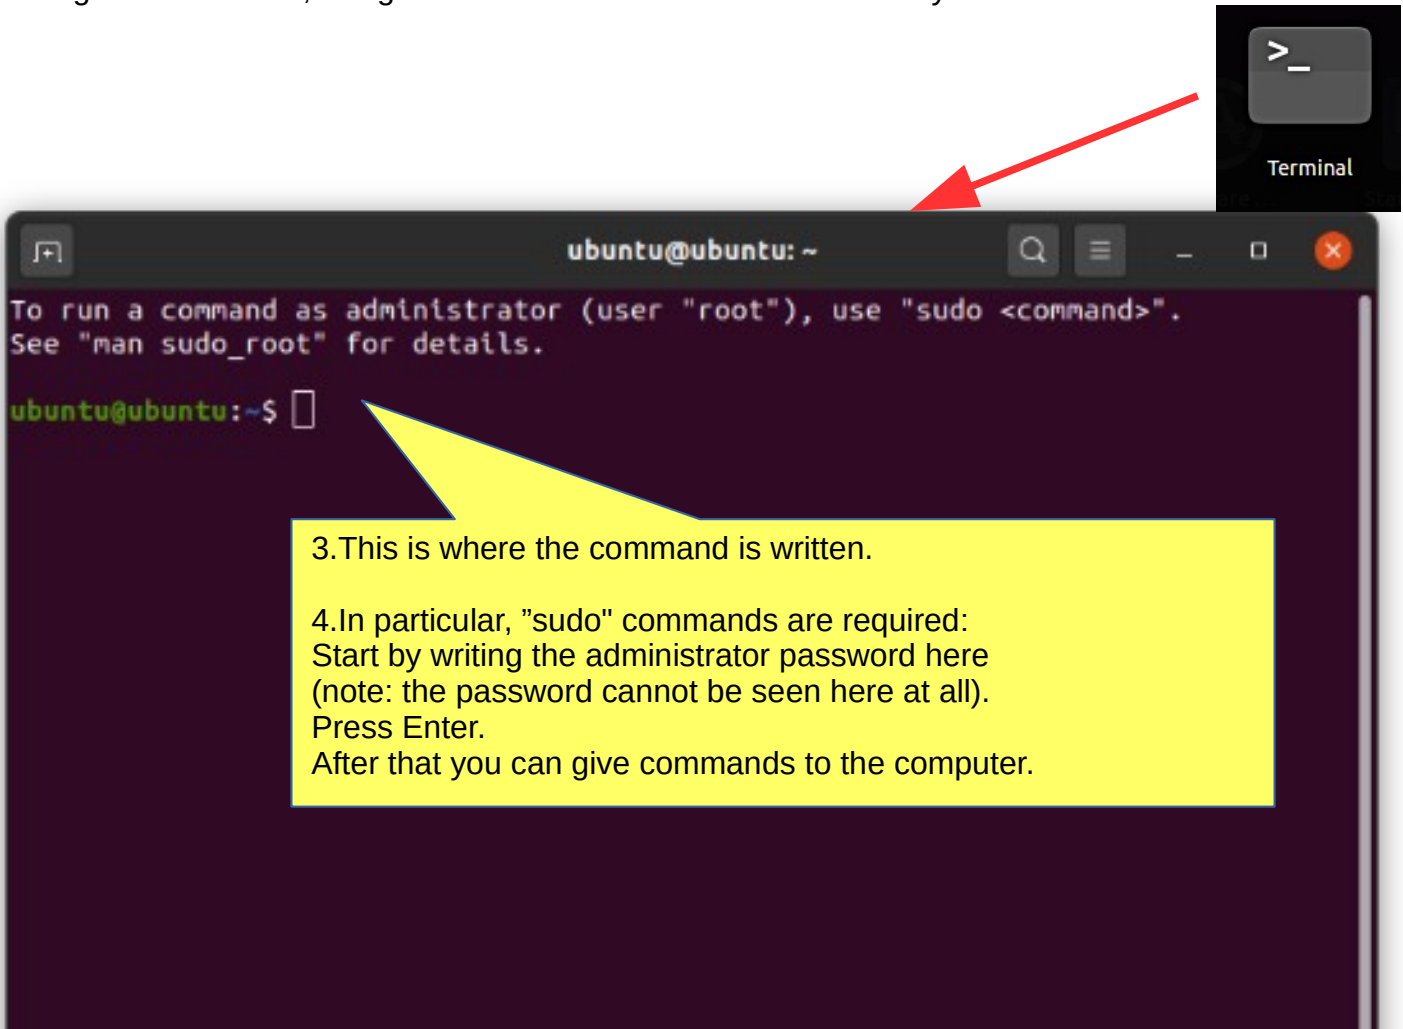 >_
Terminal
ubuntu@ubuntu: ~
To run a command as administrator (user "root"), use "sudo <command>".
See "man sudo_root" for details.
ubuntu@ubuntu:~$
3.This is where the command is written.
4.In particular, ”sudo" commands are required:
Start by writing the administrator password here
(note: the password cannot be seen here at all).
Press Enter.
After that you can give commands to the computer.